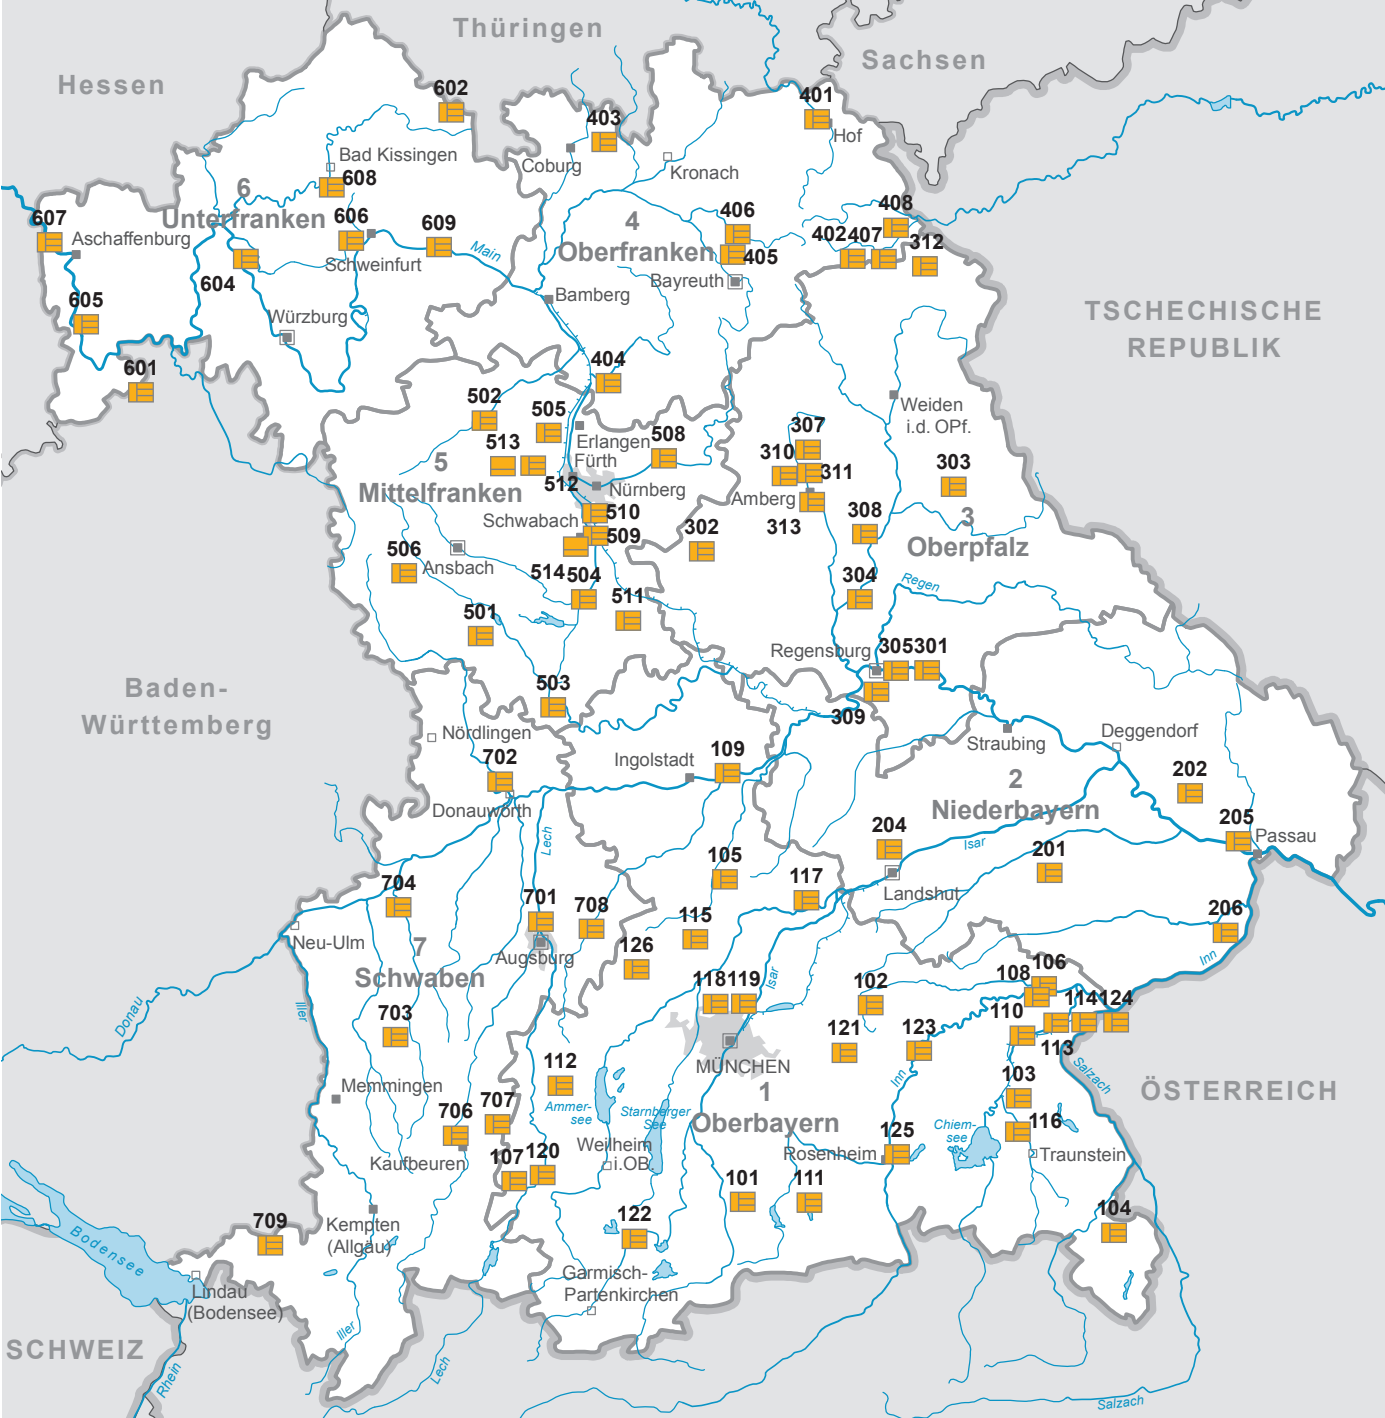 Thüringen
Sachsen
Hessen
602
401
403
Hof
Bad Kissingen
Coburg
Kronach
608
6
Unterfranken
607
Aschaffenburg
606
609
Main
4
Oberfranken
406
405
408
402
407
312
Schweinfurt
604
Bayreuth
Bamberg
605
Würzburg
TSCHECHISCHE
REPUBLIK
601
404
502
505
Erlangen
Fürth
508
Weiden
i.d. OPf.
513
5
Mittelfranken
512
Nürnberg
307
310
311
Amberg
313
303
3
Oberpfalz
Schwabach
510
509
302
308
506
Ansbach
514
504
511
304
Regen
501
Regensburg
305
301
503
309
Baden-
Württemberg
Nördlingen
702
Donauwörth
Ingolstadt
109
Straubing
Deggendorf
2
Niederbayern
202
205
Passau
204
Isar
201
Landshut
Lech
105
117
704
701
708
115
206
Neu-Ulm
7
Schwaben
Augsburg
126
Inn
118
119
Isar
102
108
106
114
124
110
113
Donau
Iller
703
121
123
MÜNCHEN
1
Oberbayern
112
Inn
103
Salzach
ÖSTERREICH
Memmingen
Ammer-
see
Starnberger
See
Chiem-
see
116
706
707
Kaufbeuren
Weilheim
i.OB.
107
120
Rosenheim
125
Traunstein
101
111
709
Kempten
(Allgäu)
122
104
Bodensee
Lindau
(Bodensee)
Garmisch-
Partenkirchen
SCHWEIZ
Rhein
Iller
Lech
Salzach